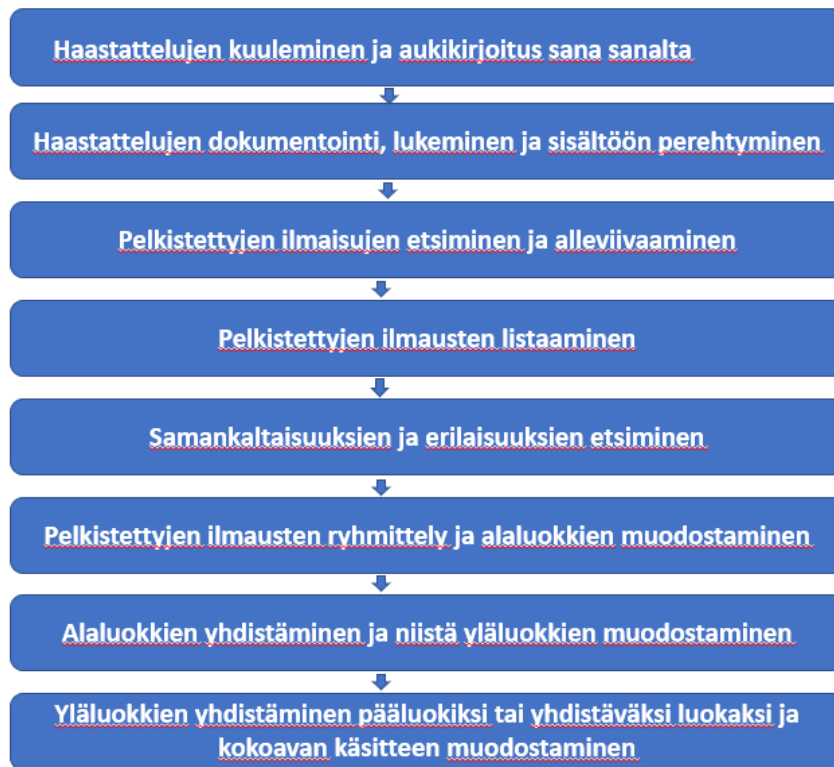 Haastattelujen kuuleminen ja aukikirjoitus sana sanalta
Haastattelujen dokumentointi, lukeminen ja sisältöön perehtyminen
Pelkistettyjen ilmaisujen etsiminen ja alleviivaaminen
Pelkistettyjen ilmausten listaaminen
Samankaltaisuuksien ja erilaisuuksien etsiminen
Pelkistettyjen ilmausten ryhmittely ja alaluokkien muodostaminen
Alaluokkien yhdistäminen ja niistä yläluokkien muodostaminen
Yläluokkien yhdistäminen pääluokiksi tai yhdistäväksi luokaksi ja
kokoavan käsitteen muodostaminen